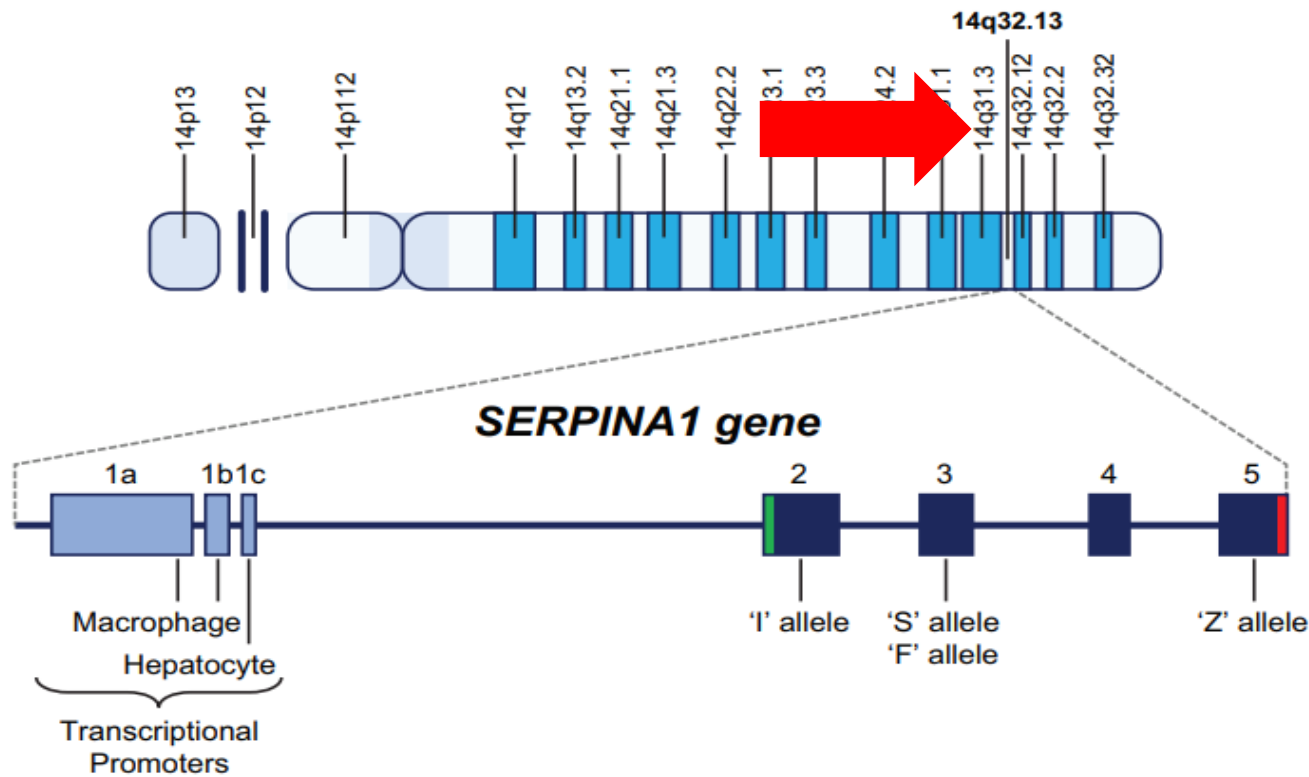 14q32.13
14p13
14p12
14p112
14q12
14q13.2
14q21.1
14q21.3
14q22.2
14q31.3
14q32.12
14q32.2
14q32.32
SERPINA1 gene
1a 1b 1c 2 3 4 5
Macrophage
Hepatocyte
Transcriptional
Promoters
‘I’ allele
‘S’ allele
‘F’ allele
‘Z’ allele